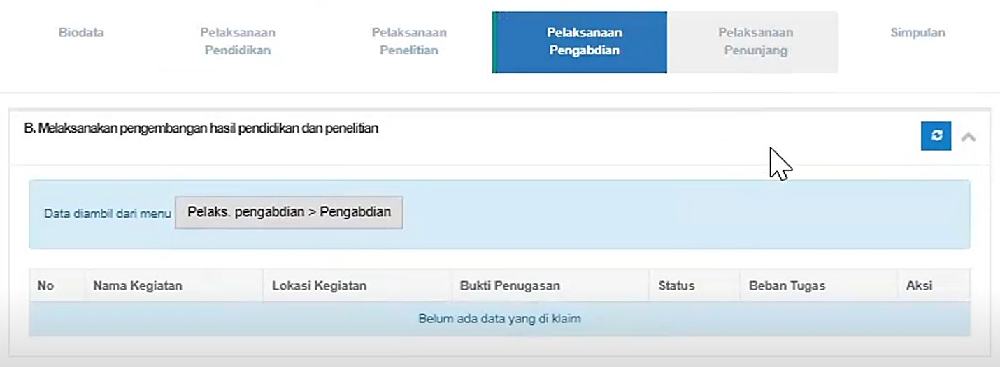 Biodata
Pelaksanaan
Pendidikan
Pelaksanaan
Penelitian
Pelaksanaan
Pengabdian
Pelaksanaan
Penunjang
Simpulan
B. Melaksanakan pengembangan hasil pendidikan dan penelitian
Data diambil dari menu Pelaks. pengabdian > Pengabdian
No Nama Kegiatan Lokasi Kegiatan Bukti Penugasan Status Beban Tugas Aksi
Belum ada data yang di klaim